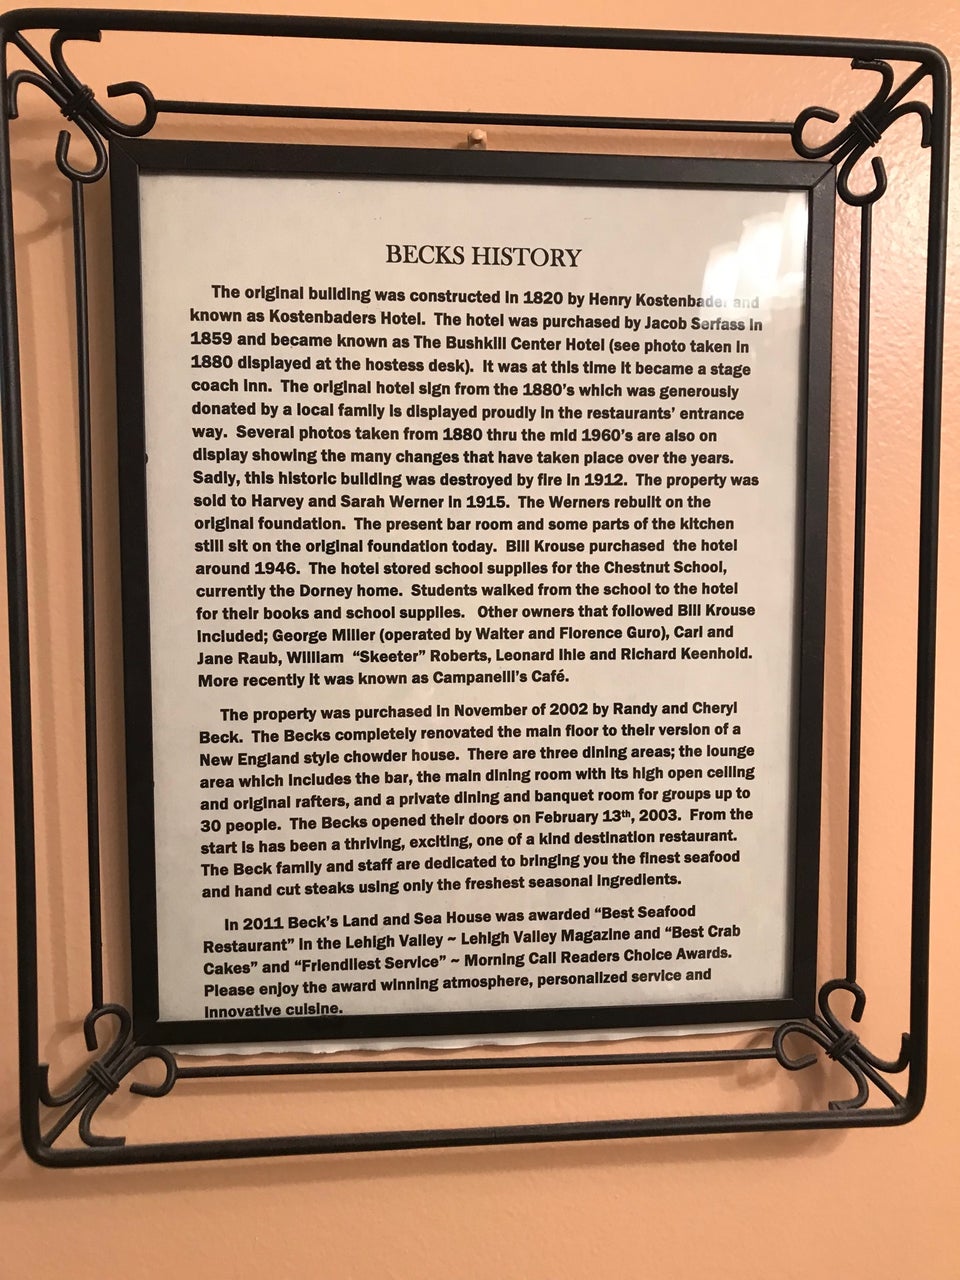 BECKS HISTORY
The original building was constructed in 1820 by Henry Kostenbader and
known as Kostenbaders Hotel.  The hotel was purchased by Jacob Serfass in
1859 and became known as The Bushkill Center Hotel (see photo taken in
1880 displayed at the hostess desk).  It was at this time it became a stage
coach inn.  The original hotel sign from the 1880’s which was generously
donated by a local family is displayed proudly in the restaurants’ entrance
way.  Several photos taken from 1880 thru the mid 1960’s are also on
display showing the many changes that have taken place over the years.
Sadly, this historic building was destroyed by fire in 1912.  The property was
sold to Harvey and Sarah Werner in 1915.  The Werners rebuilt on the
original foundation.  The present bar room and some parts of the kitchen
still sit on the original foundation today.  Bill Krouse purchased  the hotel
around 1946.  The hotel stored school supplies for the Chestnut School,
currently the Dorney home.  Students walked from the school to the hotel
for their books and school supplies.   Other owners that followed Bill Krouse
included; George Miller (operated by Walter and Florence Guro), Carl and
Jane Raub, William  “Skeeter” Roberts, Leonard Ihle and Richard Keenhold.
More recently it was known as Campanelli’s Café.
The property was purchased in November of 2002 by Randy and Cheryl
Beck.  The Becks completely renovated the main floor to their version of a
New England style chowder house.  There are three dining areas; the lounge
area which includes the bar, the main dining room with its high open ceiling
and original rafters, and a private dining and banquet room for groups up to
30 people.  The Becks opened their doors on February 13th, 2003.  From the
start is has been a thriving, exciting, one of a kind destination restaurant.
The Beck family and staff are dedicated to bringing you the finest seafood
and hand cut steaks using only the freshest seasonal ingredients.
In 2011 Beck’s Land and Sea House was awarded “Best Seafood
Restaurant” in the Lehigh Valley ~ Lehigh Valley Magazine and “Best Crab
Cakes” and “Friendliest Service” ~ Morning Call Readers Choice Awards.
Please enjoy the award winning atmosphere, personalized service and
innovative cuisine.